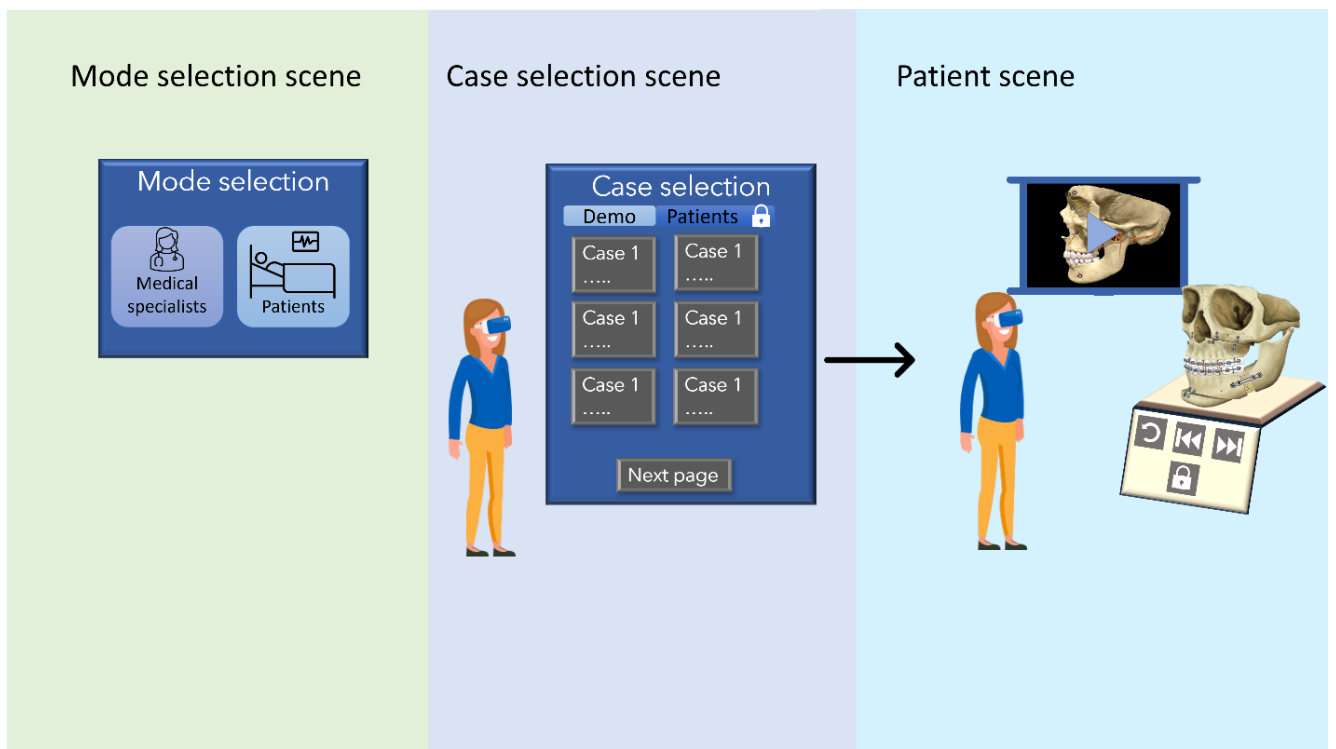 Mode selection scene
Mode selection
Medical
specialists
Patients
Case selection scene
Case selection
Demo
Patients
Case 1
.....
Case 1
.....
Case 1
.....
Case 1
.....
Case 1
.....
Case 1
.....
Next page
Patient scene